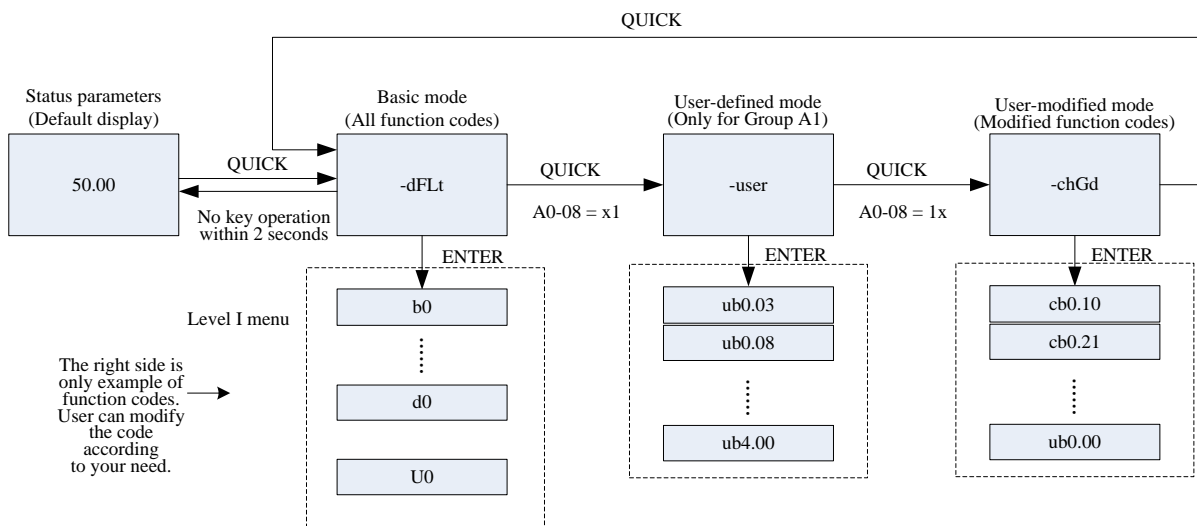 QUICK
Status parameters
(Default display)
Basic mode
(All function codes)
User-defined mode
(Only for Group A1)
User-modified mode
(Modified function codes)
50.00
QUICK
-dFLt
QUICK
-user
QUICK
-chGd
No key operation
within 2 seconds
A0-08 = x1
A0-08 = 1x
ENTER
ENTER
ENTER
Level I menu
b0
d0
U0
ub0.03
ub0.08
ub4.00
cb0.10
cb0.21
ub0.00
The right side is
only example of
function codes.
User can modify
the code
according
to your need.